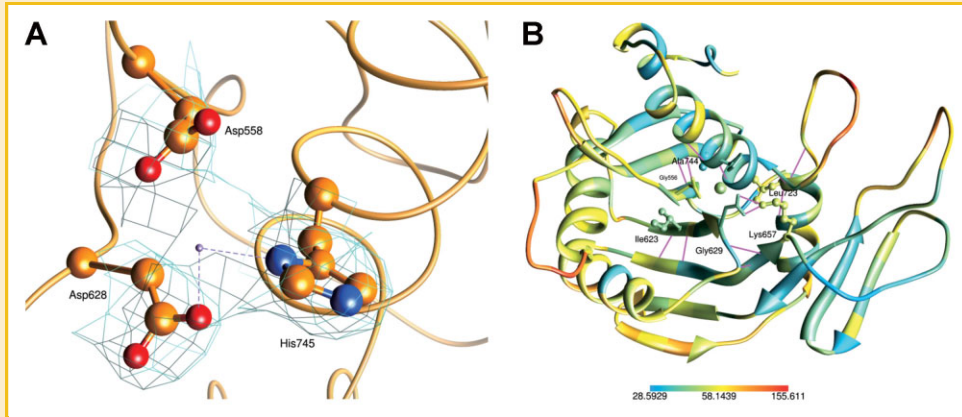 A
Asp558
Asp628
His745
B
Ala744
Gly556
Leu723
Ile623
Gly629
Lys657
28.5929 58.1439 155.611